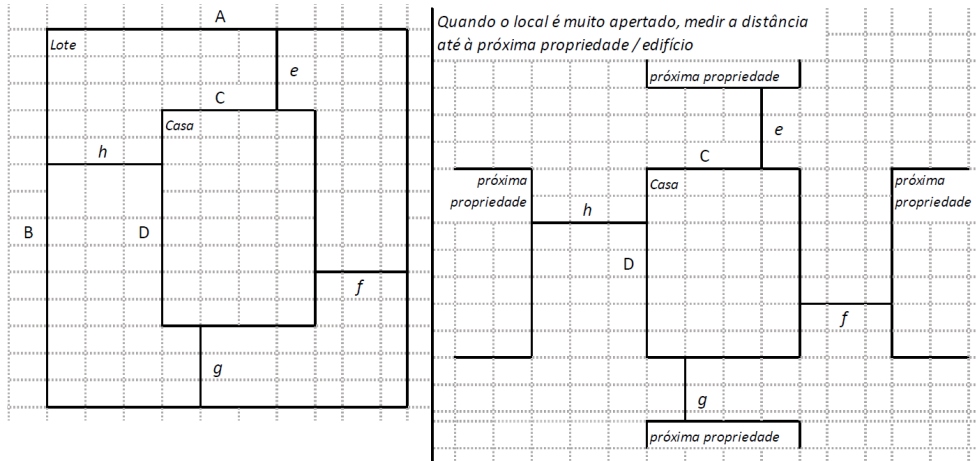 A
Lote
e
C
Casa
h
B
D
f
g
Quando o local é muito apertado, medir a distância
até à próxima propriedade / edifício
próxima propriedade
e
C
próxima
propriedade
Casa
próxima
propriedade
h
D
f
g
próxima propriedade